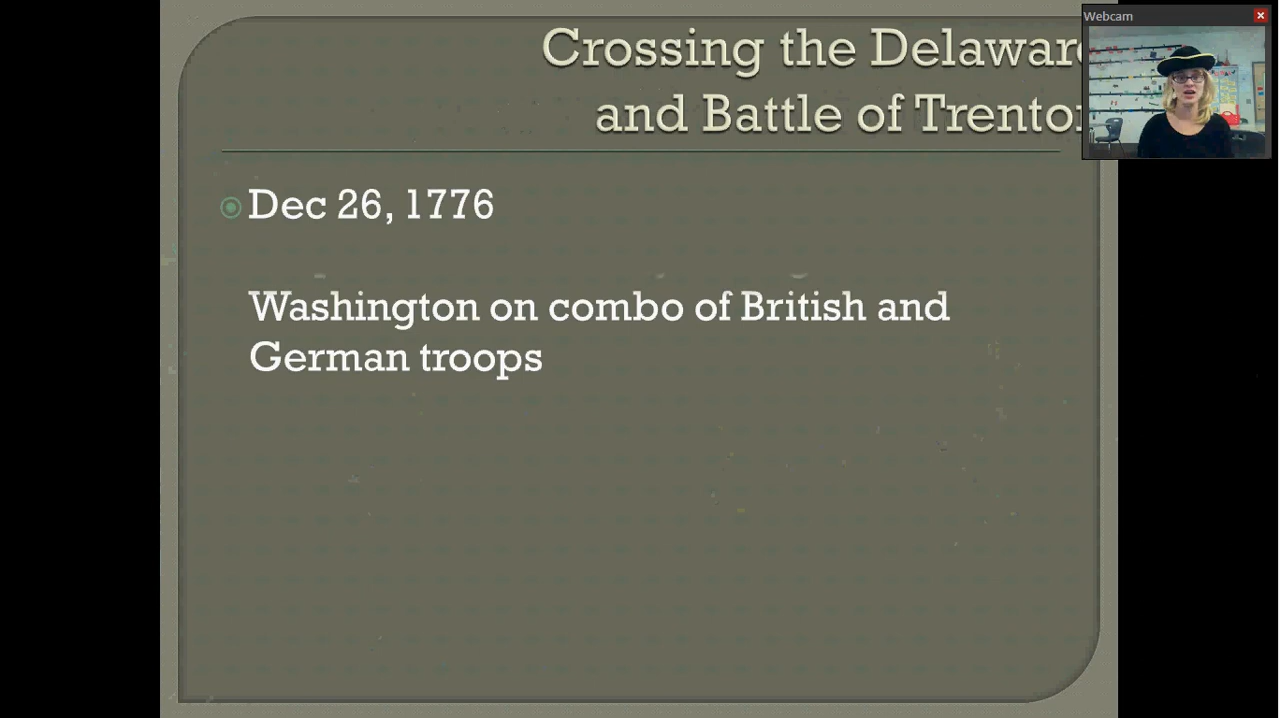 Crossing the Delaware
and Battle of Trenton
Webcam
Dec 26, 1776
Washington on combo of British and
German troops